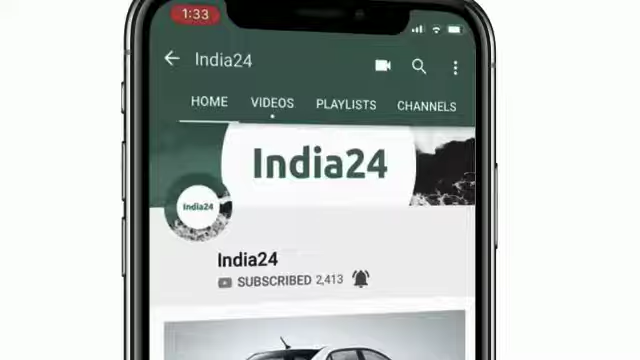 1:33
India24
HOME VIDEOS PLAYLISTS CHANNELS
India24
India24
India24
SUBSCRIBED 2,413